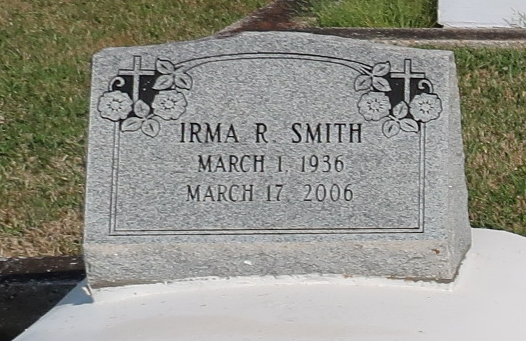 IRMA R. SMITH
MARCH 1, 1936
MARCH 17, 2006